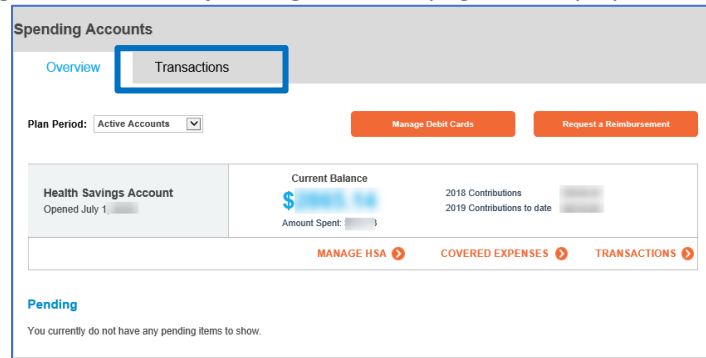 Spending Accounts
Overview Transactions
Plan Period: Active Accounts
Manage Debit Cards Request a Reimbursement
Health Savings Account
Opened July 1,
Current Balance
$
Amount Spent:
2018 Contributions
2019 Contributions to date
MANAGE HSA COVERED EXPENSES TRANSACTIONS
Pending
You currently do not have any pending items to show.